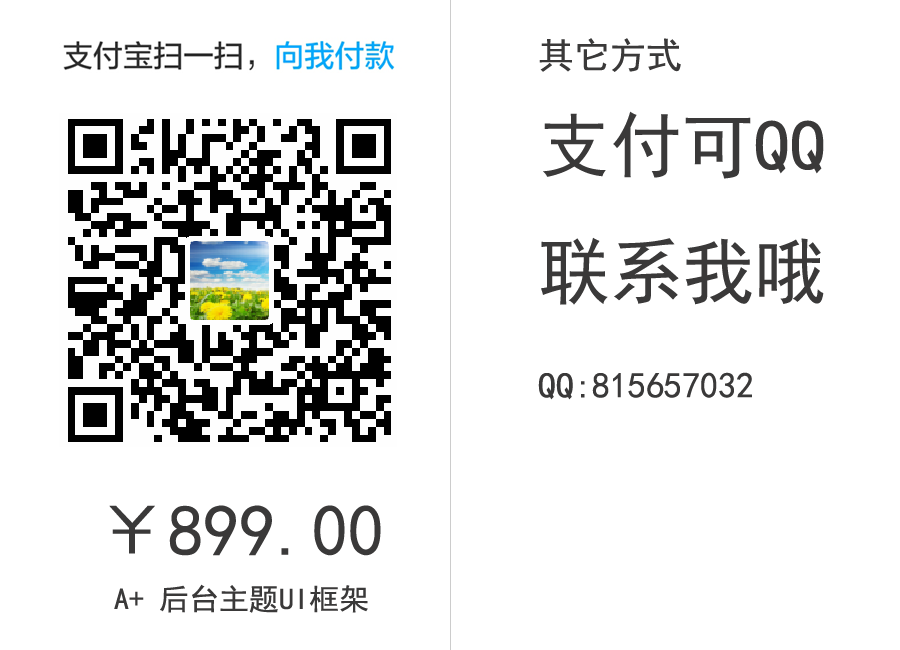 支付宝扫一扫，向我付款
￥899.00
A+ 后台主题UI框架
其它方式
支付可QQ
联系我哦
QQ:815657032